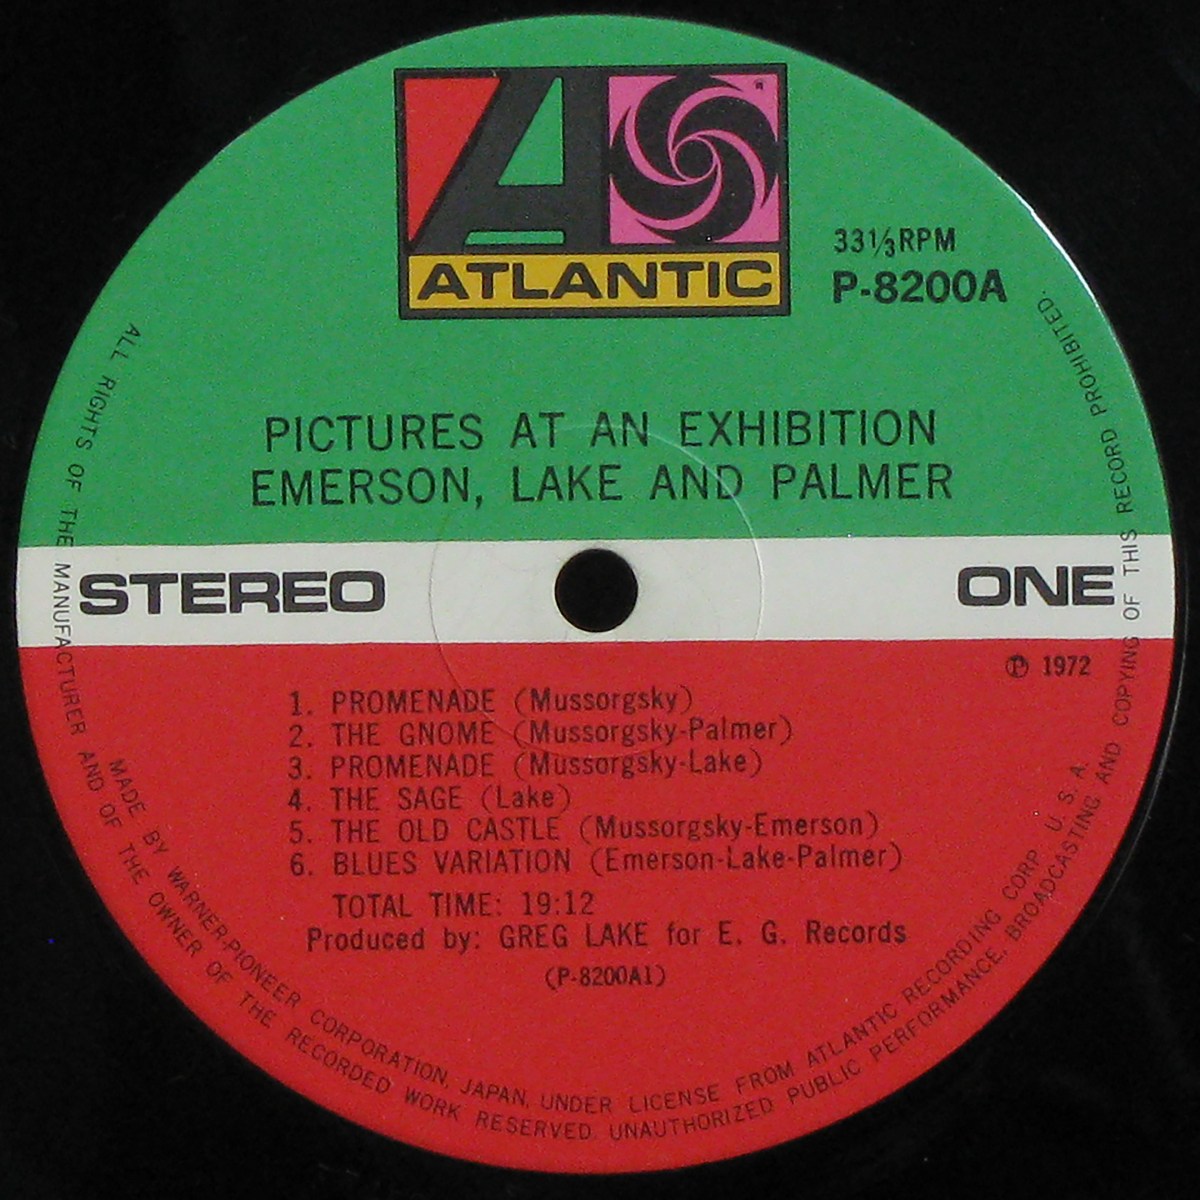 ATLANTIC
33⅓RPM
P-8200A
PICTURES AT AN EXHIBITION
EMERSON, LAKE AND PALMER
STEREO
ONE
Ⓟ 1972
1. PROMENADE (Mussorgsky)
2. THE GNOME (Mussorgsky-Palmer)
3. PROMENADE (Mussorgsky-Lake)
4. THE SAGE (Lake)
5. THE OLD CASTLE (Mussorgsky-Emerson)
6. BLUES VARIATION (Emerson-Lake-Palmer)
TOTAL TIME: 19:12
Produced by: GREG LAKE for E. G. Records
(P-8200A1)
MADE BY WARNER-PIONEER CORPORATION, JAPAN, UNDER LICENSE FROM ATLANTIC RECORDING CORP. U. S. A.
ALL RIGHTS OF THE MANUFACTURER AND OF THE OWNER OF THE RECORDED WORK RESERVED. UNAUTHORIZED PUBLIC PERFORMANCE, BROADCASTING AND COPYING OF THIS RECORD PROHIBITED.